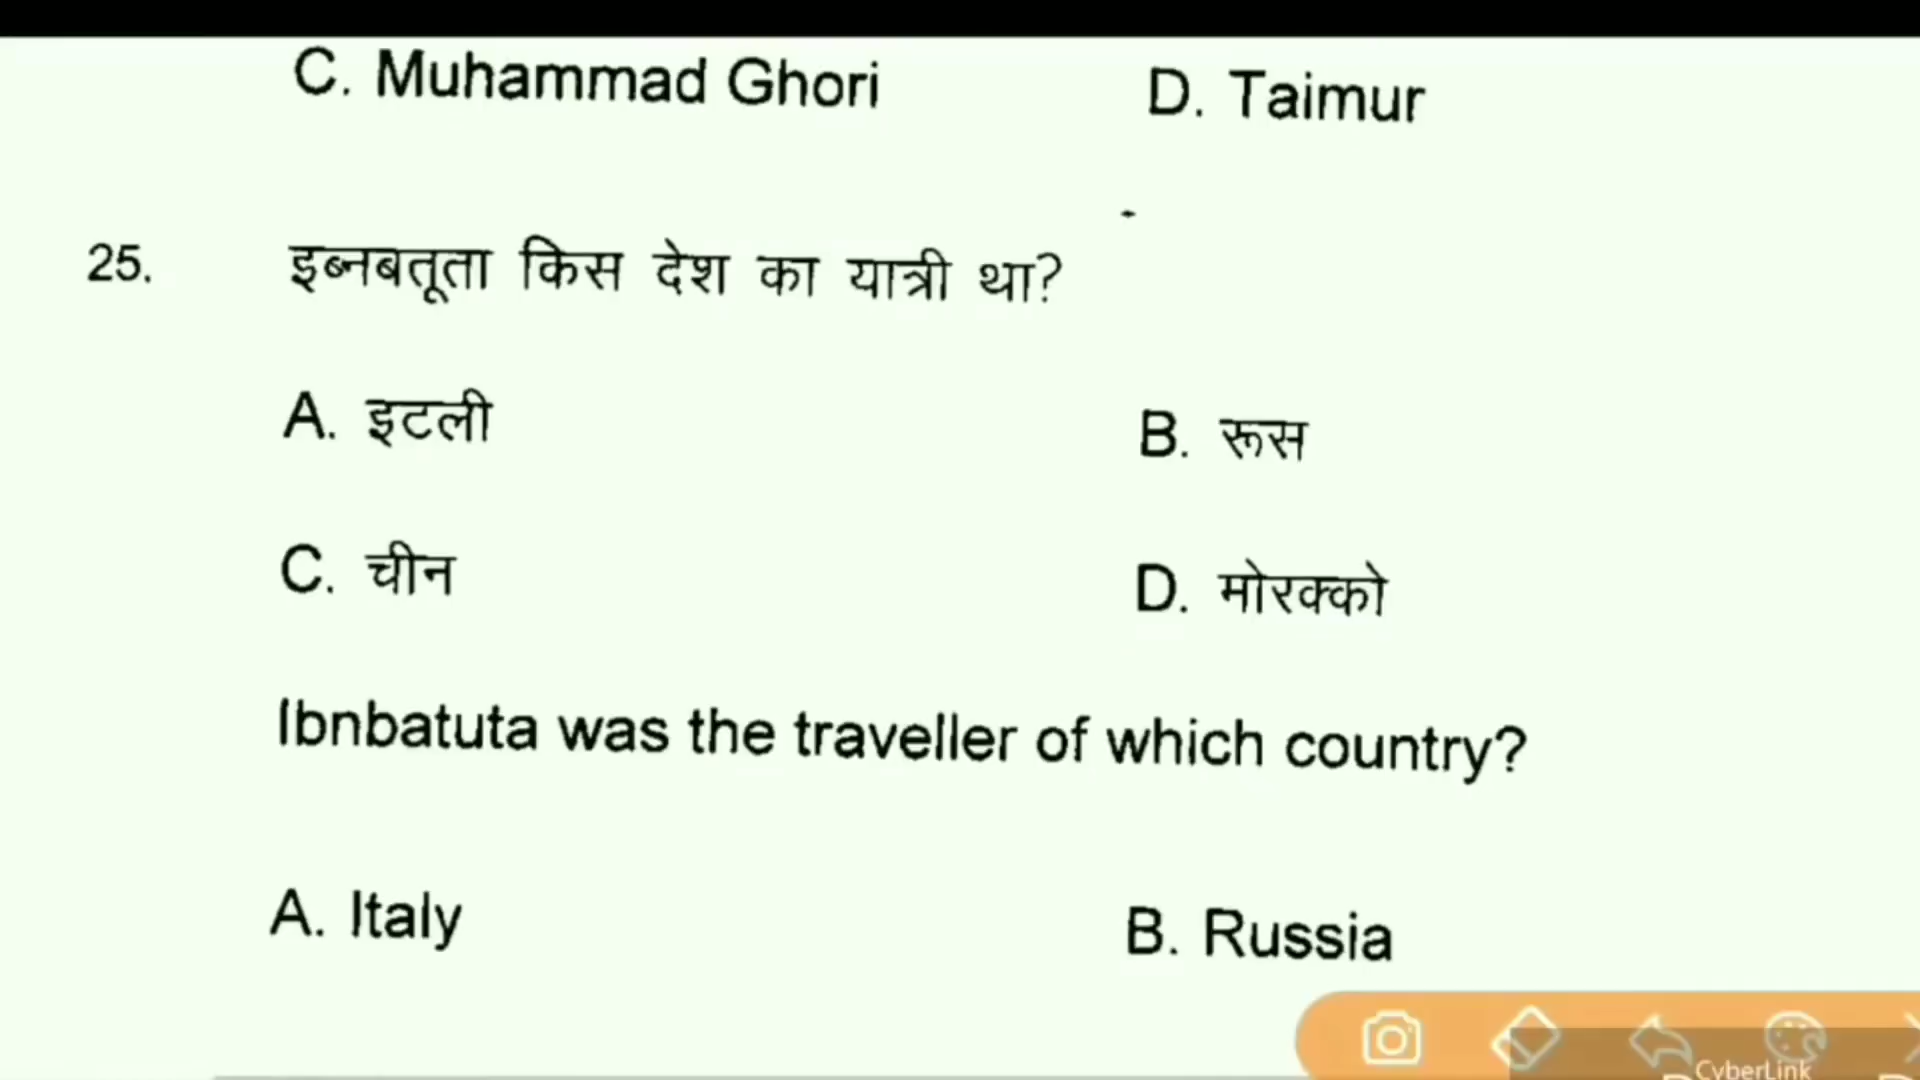 C. Muhammad Ghori D. Taimur
25. इब्नबतूता किस देश का यात्री था?
A. इटली B. रूस
C. चीन D. मोरक्को
Ibnbatuta was the traveller of which country?
A. Italy B. Russia
CyberLink